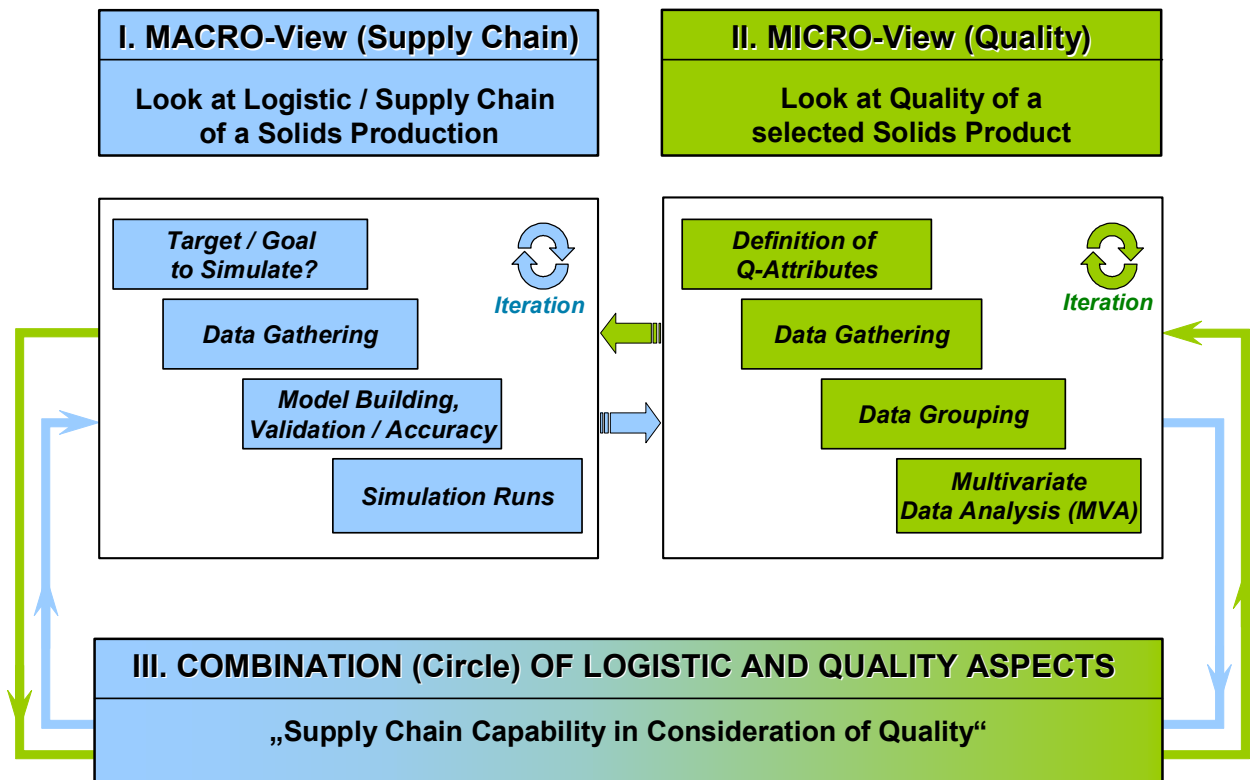 I. MACRO-View (Supply Chain)
Look at Logistic / Supply Chain
of a Solids Production
II. MICRO-View (Quality)
Look at Quality of a
selected Solids Product
Target / Goal
to Simulate?
Iteration
Data Gathering
Model Building,
Validation / Accuracy
Simulation Runs
Definition of
Q-Attributes
Iteration
Data Gathering
Data Grouping
Multivariate
Data Analysis (MVA)
III. COMBINATION (Circle) OF LOGISTIC AND QUALITY ASPECTS
„Supply Chain Capability in Consideration of Quality“